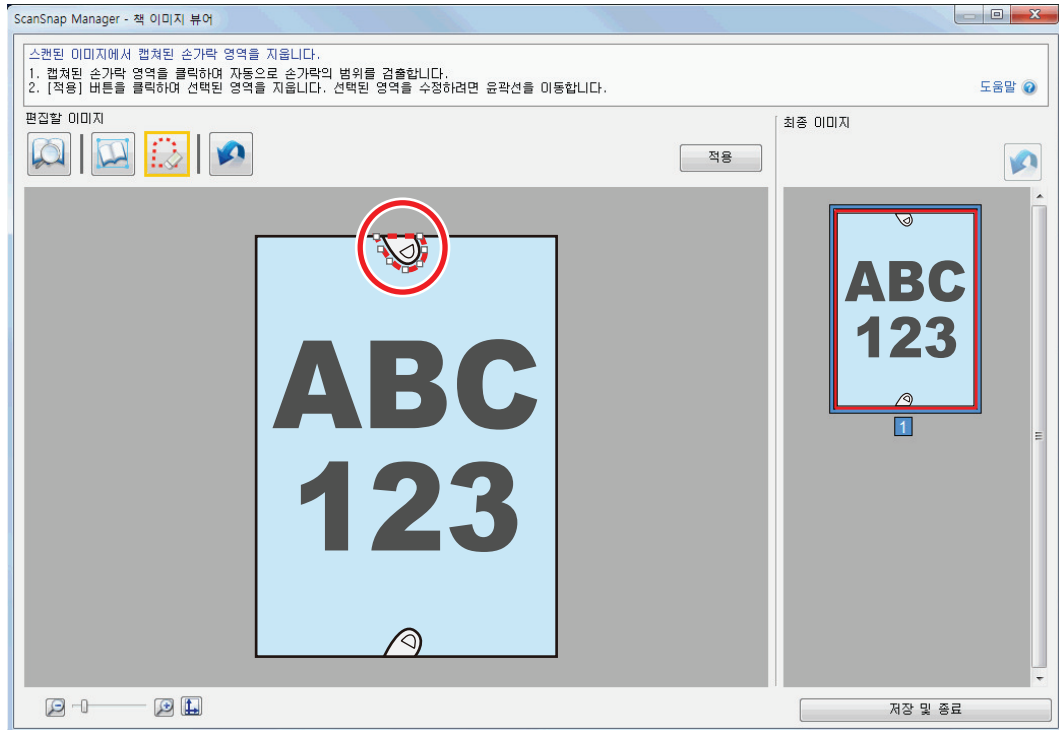 ScanSnap Manager - 책 이미지 뷰어
스캔된 이미지에서 캡쳐된 손가락 영역을 지웁니다.
1. 캡쳐된 손가락 영역을 클릭하며 자동으로 손가락의 범위를 검출합니다.
2. [적용] 버튼을 클릭하며 선택된 영역을 지웁니다. 선택된 영역을 수정하려면 윤곽선을 이동합니다.
도움말
편집할 이미지
적용
최종 이미지
ABC
123
ABC
123
1
저장 및 종료